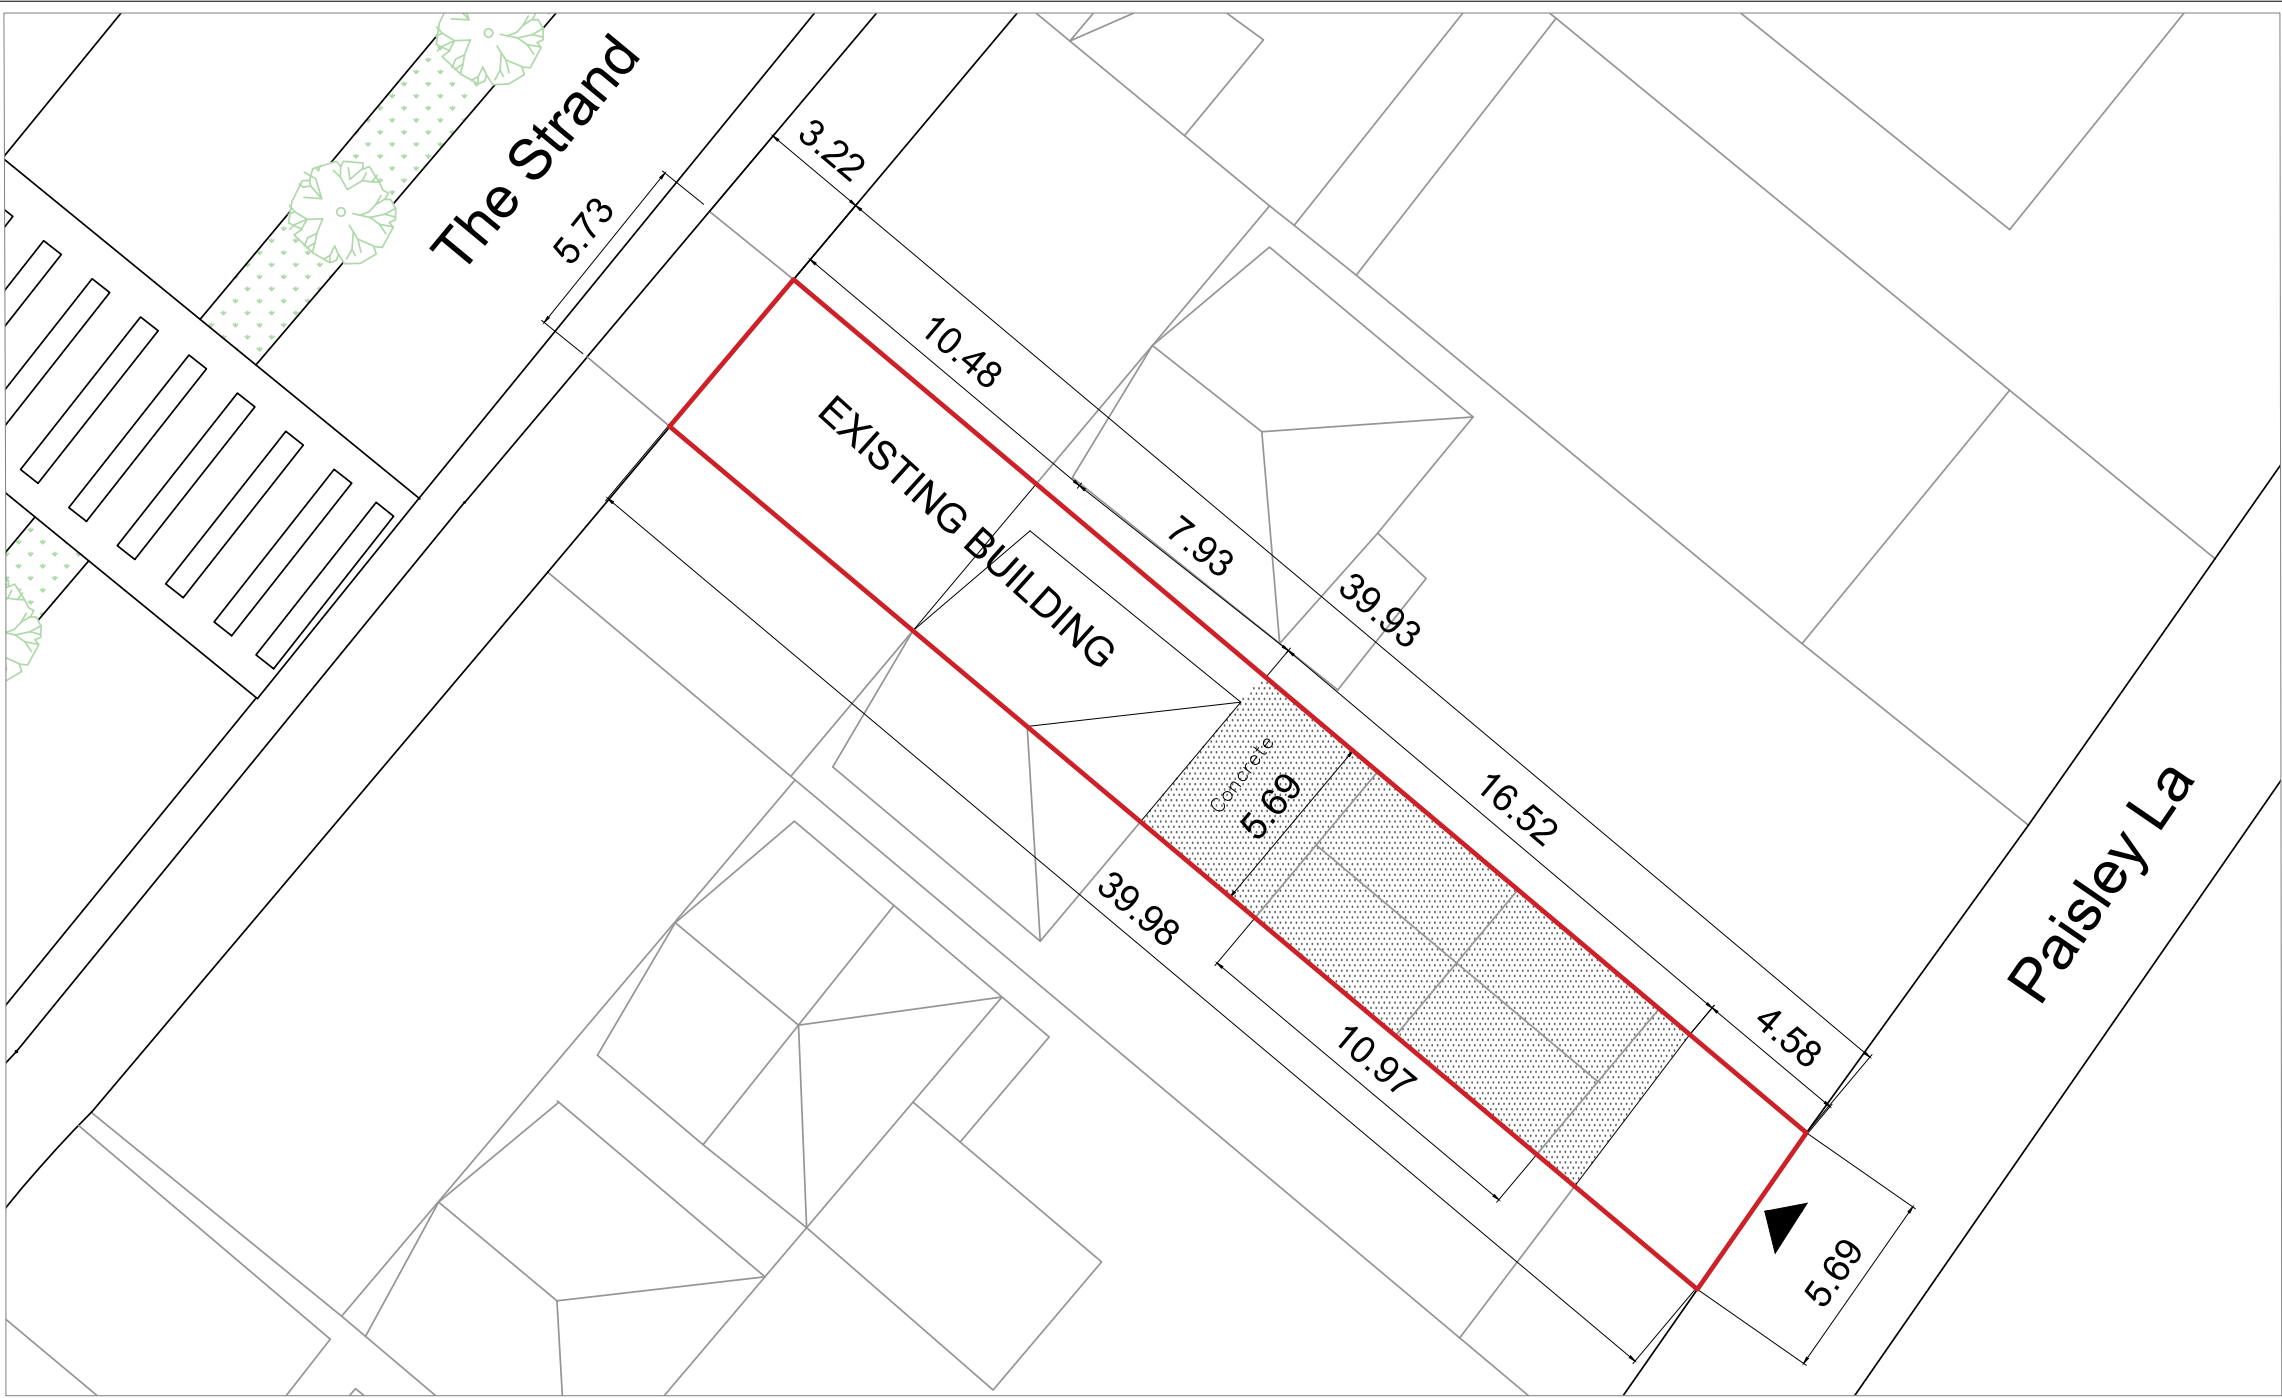 The Strand
3.22
5.73
10.48
EXISTING BUILDING
7.93
39.93
Concrete
5.69
16.52
39.98
Paisley La
10.97
4.58
5.69